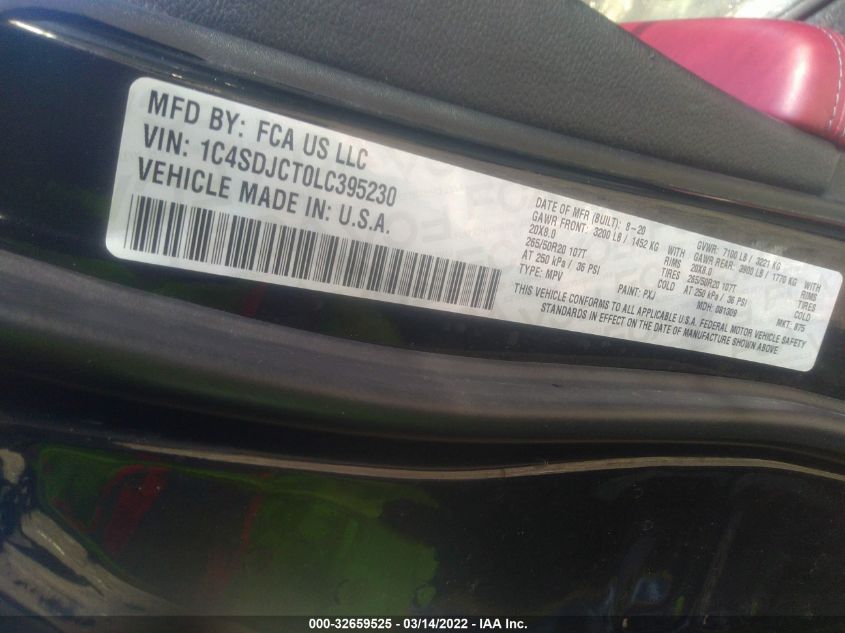 MFD BY: FCA US LLC
VIN: 1C4SDJCT0LC395230
VEHICLE MADE IN: U.S.A.
DATE OF MFR (BUILT): 8-20 GVWR: 7100 LB / 3221 KG
GAWR FRONT: 3200 LB / 1452 KG WITH GAWR REAR: 3900 LB / 1770 KG WITH
20X8.0 RIMS 20X8.0 RIMS
265/50R20 107T TIRES 265/50R20 107T TIRES
AT 250 kPa / 36 PSI COLD AT 250 kPa / 36 PSI COLD
TYPE: MPV PAINT: PXJ MDH: 081009 MKT: 875
THIS VEHICLE CONFORMS TO ALL APPLICABLE U.S.A. FEDERAL MOTOR VEHICLE SAFETY
STANDARDS IN EFFECT ON THE DATE OF MANUFACTURE SHOWN ABOVE.
000-32659525 - 03/14/2022 - IAA Inc.